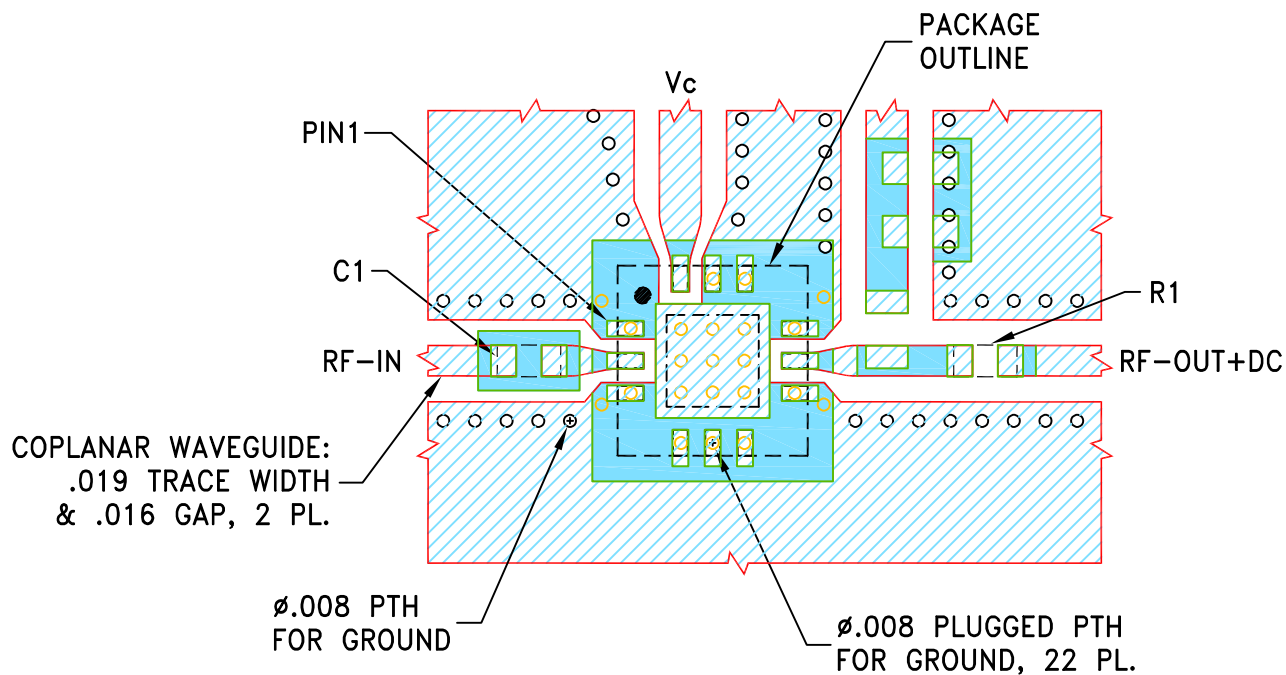 PACKAGE
OUTLINE
Vc
PIN1
C1
R1
RF-IN
RF-OUT+DC
COPLANAR WAVEGUIDE:
.019 TRACE WIDTH
& .016 GAP, 2 PL.
ø.008 PTH
FOR GROUND
ø.008 PLUGGED PTH
FOR GROUND, 22 PL.